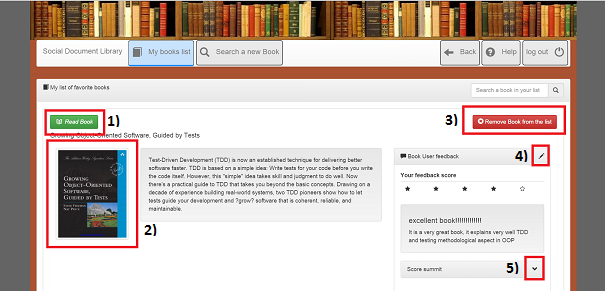 Social Document Library
My books list
Search a new Book
Back
Help
log out
My list of favorite books
Search a book in your list
1)
Read Book
3)
Remove Book from the list
Growing Object-Oriented Software, Guided by Tests
GROWING
OBJECT-ORIENTED
SOFTWARE,
GUIDED BY TESTS
STEVE FREEMAN
NAT PRYCE
2)
Test-Driven Development (TDD) is now an established technique for delivering better
software faster. TDD is based on a simple idea: Write tests for your code before you write
the code itself. However, this "simple" idea takes skill and judgment to do well. Now
there's a practical guide to TDD that takes you beyond the basic concepts. Drawing on a
decade of experience building real-world systems, two TDD pioneers show how to let
tests guide your development and ?grow? software that is coherent, reliable, and
maintainable.
Book User feedback
4)
Your feedback score
excellent book!!!!!!!!!!!!!
It is a very great book, it explains very well TDD
and testing methodological aspect in OOP
Score summit
5)